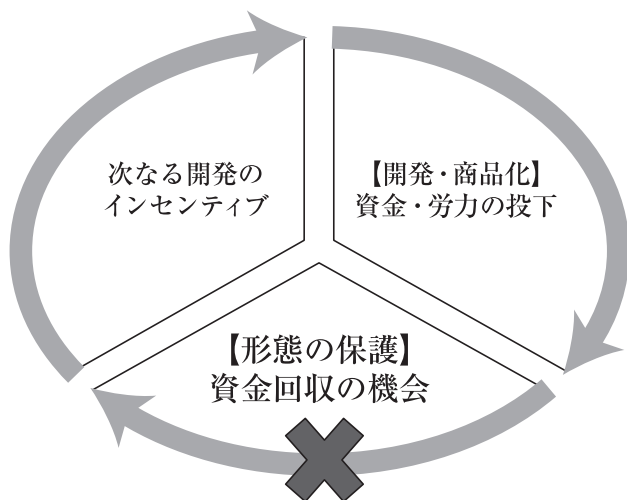 次なる開発の
インセンティブ
【開発・商品化】
資金・労力の投下
【形態の保護】
資金回収の機会